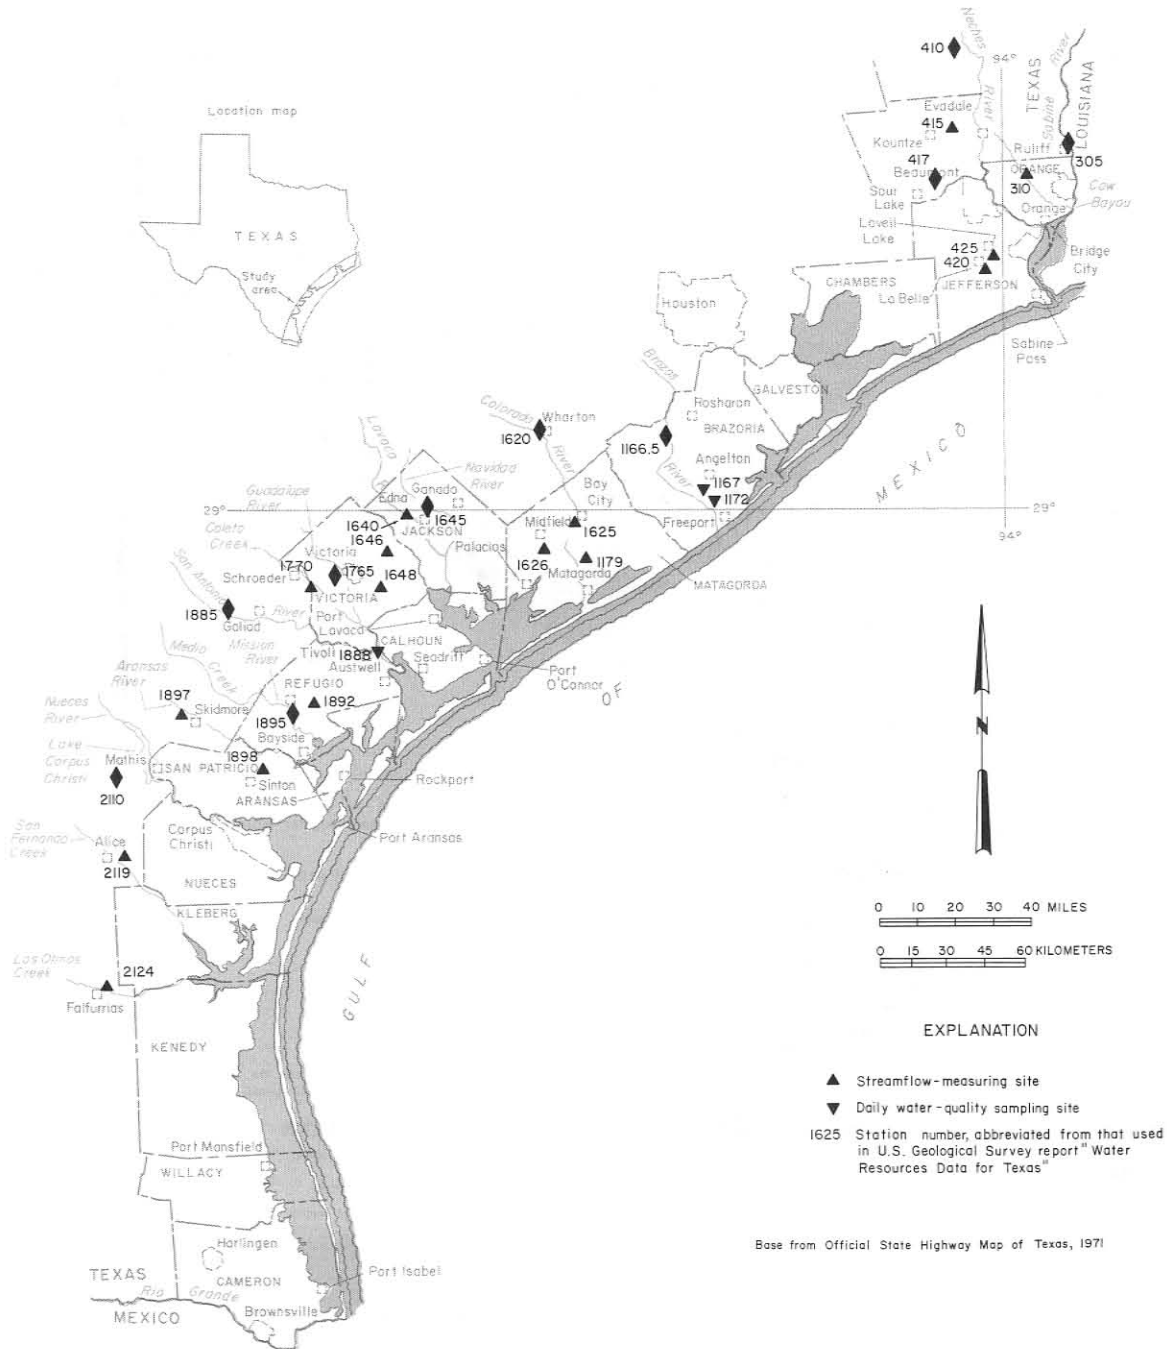 Location map
TEXAS
Study
area
410
Neches
River
94°
TEXAS
Sabine
River
LOUISIANA
Evadale
415
Kountze
417
Beaumont
Ruliff
305
ORANGE
310
Sour
Lake
Orange
Cow
Bayou
Lovell
Lake
425
420
Bridge
City
CHAMBERS
La Belle
JEFFERSON
Houston
Sabine
Pass
Brazos
River
GALVESTON
Rosharon
BRAZORIA
Colorado
River
Wharton
1620
1166.5
Angelton
1167
1172
Freeport
Lavaca
R
Navidad
River
Bay
City
GULF
OF
MEXICO
Guadalupe
River
Edna
Ganado
29°
1640
1645
JACKSON
Midfield
1625
29°
94°
Coleto
Creek
1646
Palacios
1626
1179
Matagorda
MATAGORDA
Victoria
San Antonio
River
1770
1765
1648
Schroeder
VICTORIA
1885
Goliad
Port
Lavaca
Medio
Creek
Mission
River
Tivoli
1888
CALHOUN
Austwell
Seadrift
Port
O'Connor
Aransas
River
REFUGIO
1892
Nueces
River
1897
Skidmore
1895
Bayside
N
Lake
Corpus
Christi
Mathis
SAN PATRICIO
1898
Sinton
2110
ARANSAS
Rockport
San
Fernando
Creek
Alice
Corpus
Christi
Port Aransas
2119
NUECES
KLEBERG
0 10 20 30 40 MILES
0 15 30 45 60 KILOMETERS
Los Olmos
Creek
2124
Falfurrias
KENEDY
EXPLANATION
Streamflow-measuring site
Daily water-quality sampling site
1625 Station number, abbreviated from that used
in U.S. Geological Survey report "Water
Resources Data for Texas"
Port Mansfield
WILLACY
Base from Official State Highway Map of Texas, 1971
Harlingen
CAMERON
Port Isabel
TEXAS
Rio Grande
MEXICO
Brownsville